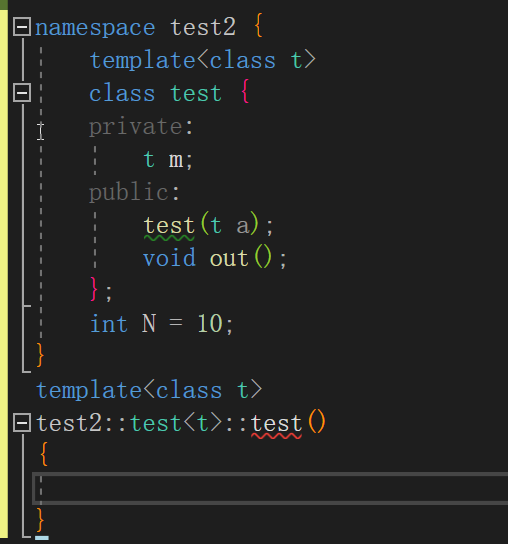 namespace test2 {
template<class t>
class test {
private:
t m;
public:
test(t a);
void out();
};
int N = 10;
}
template<class t>
test2::test<t>::test()
{
}